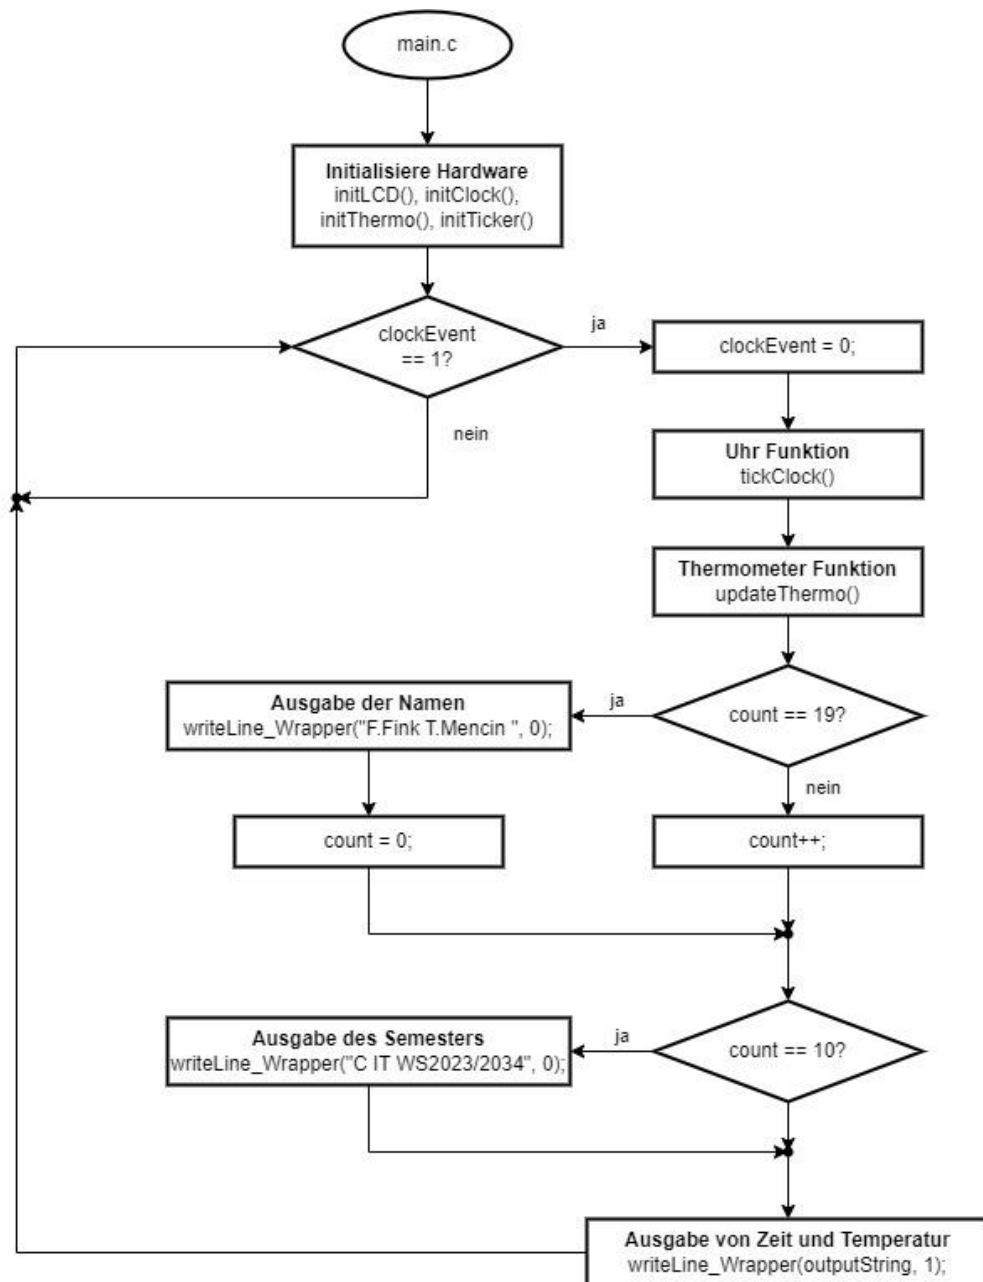 main.c
Initialisiere Hardware
initLCD(), initClock(),
initThermo(), initTicker()
clockEvent
== 1?
ja
clockEvent = 0;
nein
Uhr Funktion
tickClock()
Thermometer Funktion
updateThermo()
count == 19?
ja
Ausgabe der Namen
writeLine_Wrapper("F.Fink T.Mencin ", 0);
nein
count = 0;
count++;
count == 10?
ja
Ausgabe des Semesters
writeLine_Wrapper("C IT WS2023/2034", 0);
Ausgabe von Zeit und Temperatur
writeLine_Wrapper(outputString, 1);